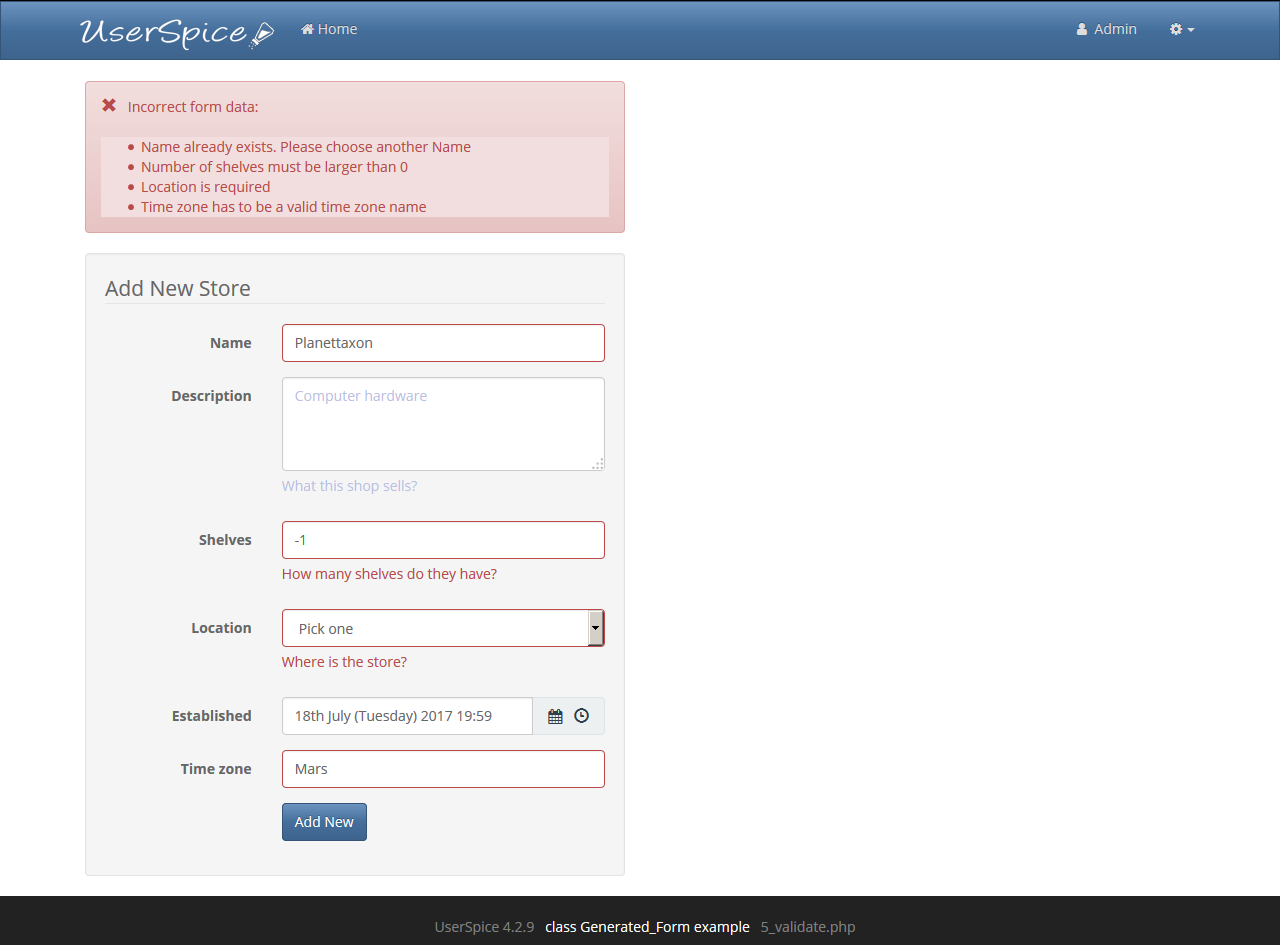 UserSpice Home Admin
Incorrect form data:
Name already exists. Please choose another Name
Number of shelves must be larger than 0
Location is required
Time zone has to be a valid time zone name
Add New Store
Name Planettaxon
Description Computer hardware
What this shop sells?
Shelves -1
How many shelves do they have?
Location Pick one
Where is the store?
Established 18th July (Tuesday) 2017 19:59
Time zone Mars
Add New
UserSpice 4.2.9 class Generated_Form example 5_validate.php